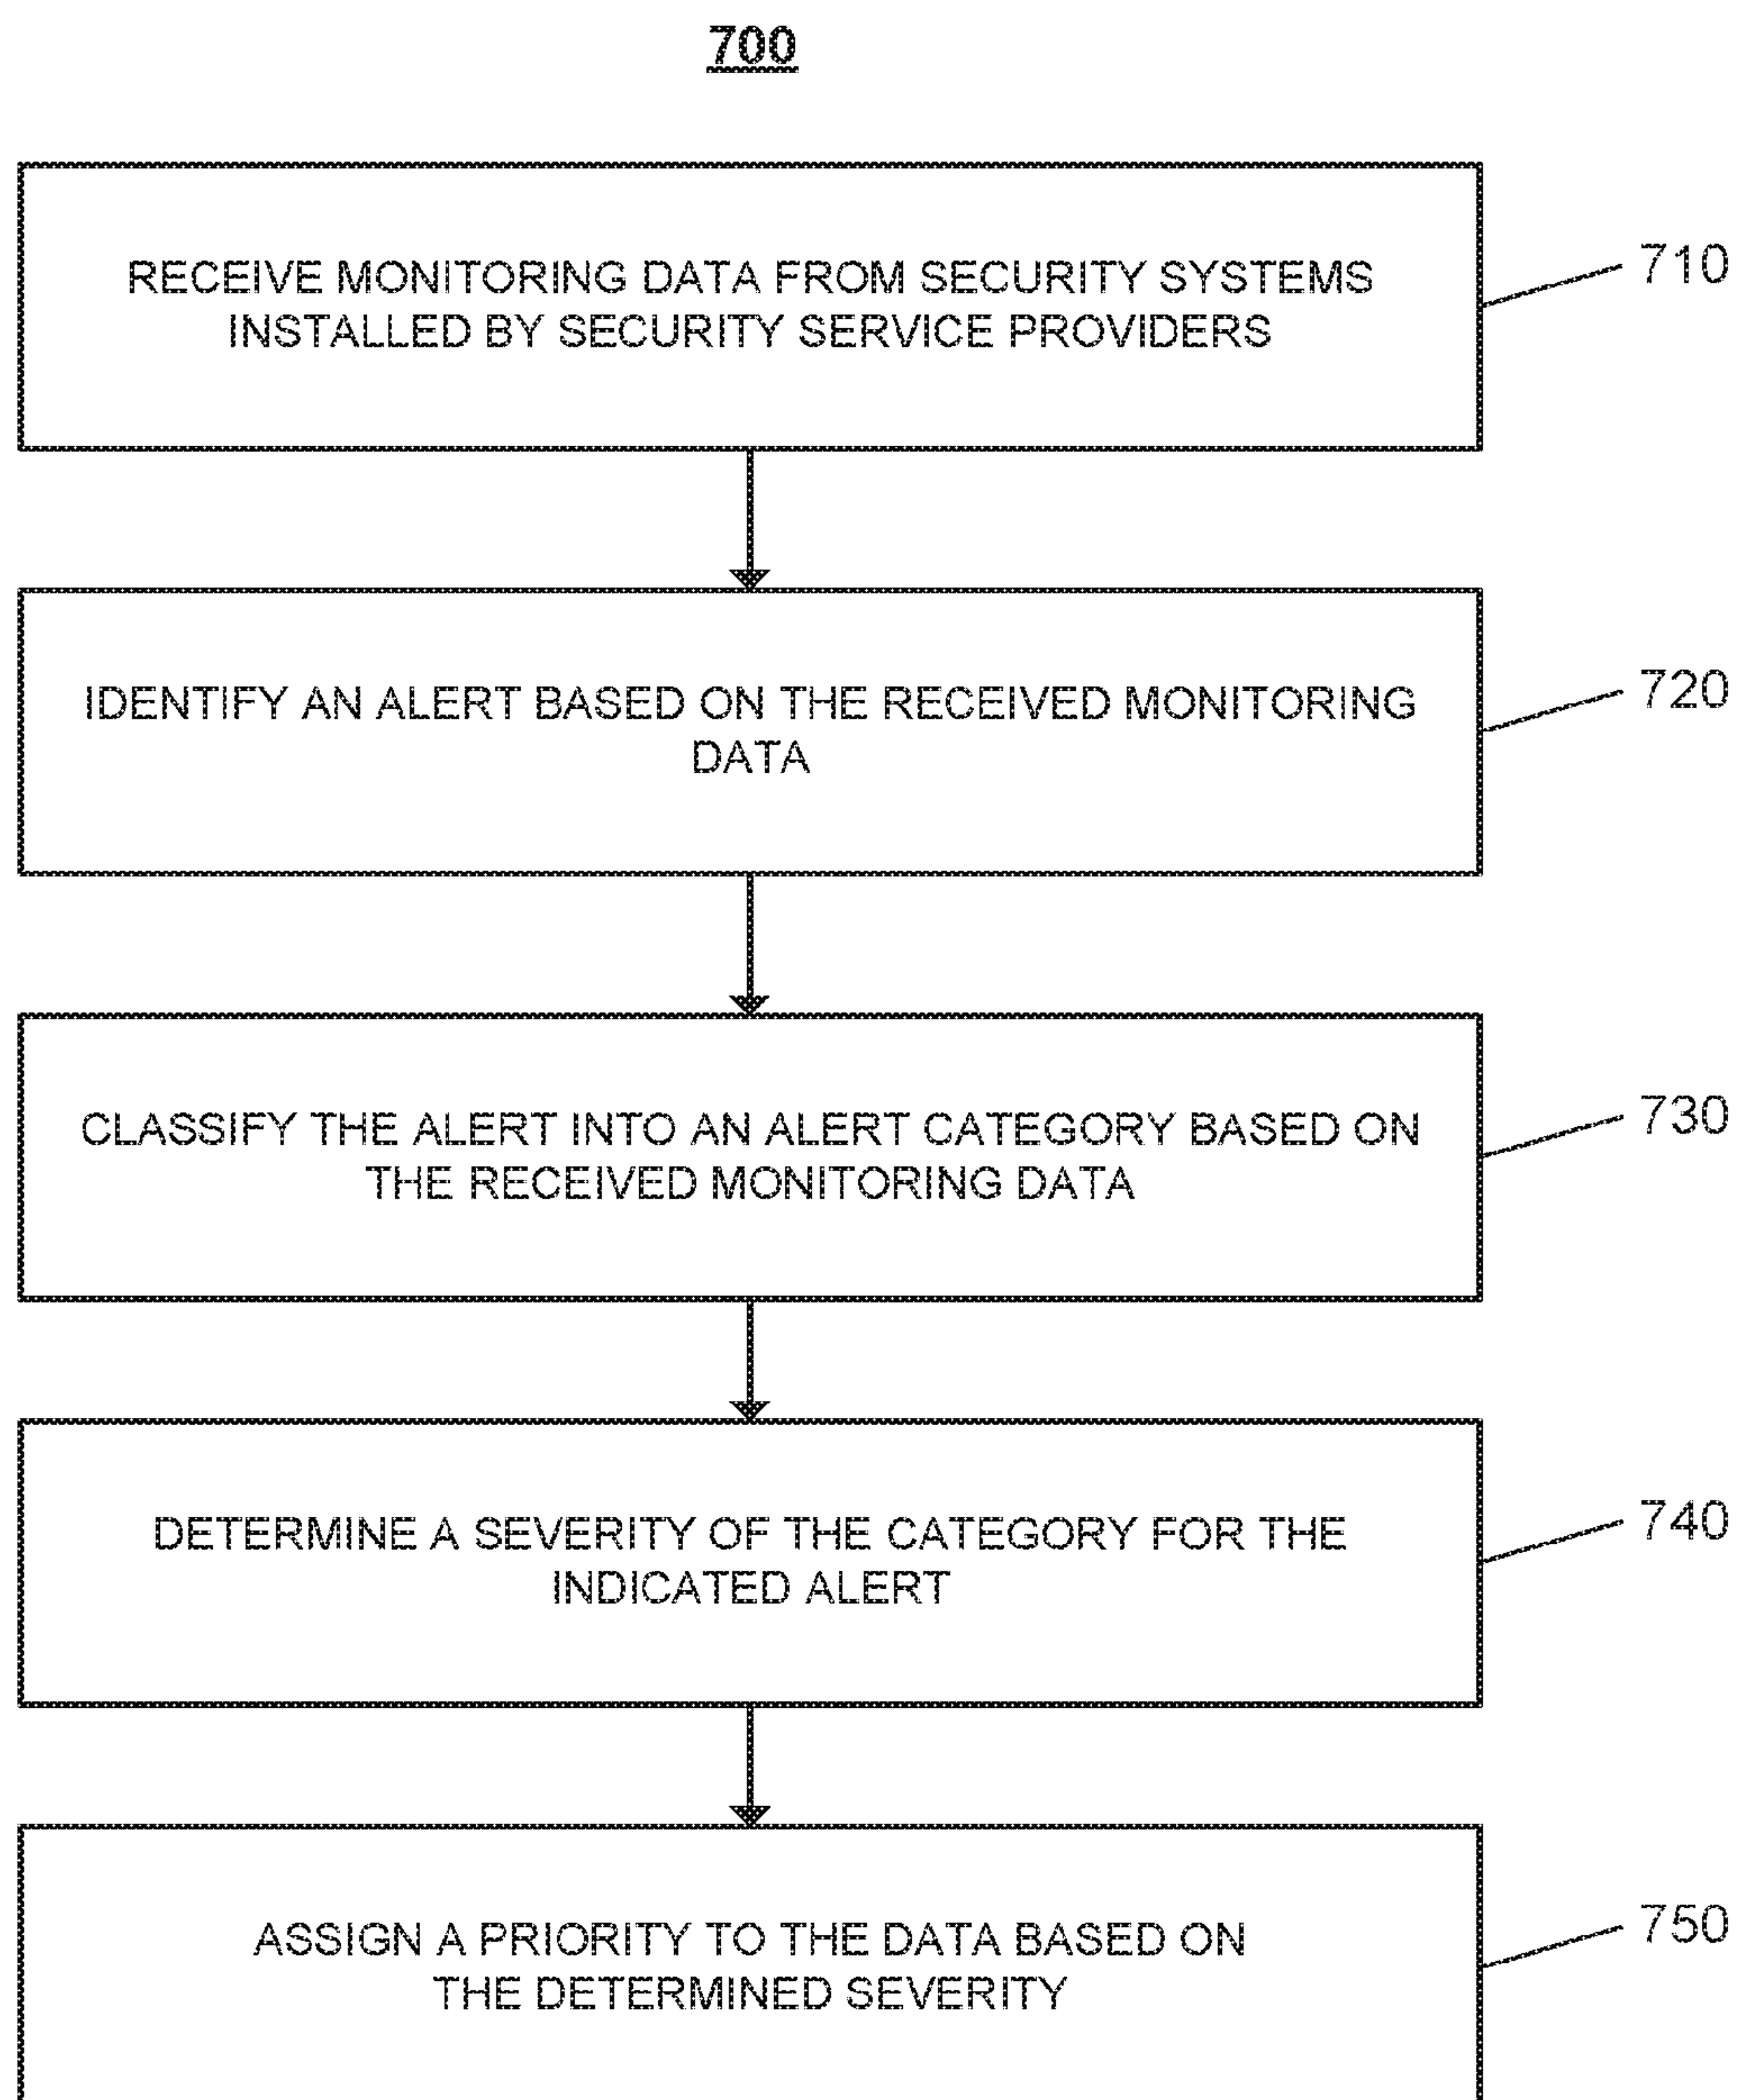 700
RECEIVE MONITORING DATA FROM SECURITY SYSTEMS
INSTALLED BY SECURITY SERVICE PROVIDERS
710
IDENTIFY AN ALERT BASED ON THE RECEIVED MONITORING
DATA
720
CLASSIFY THE ALERT INTO AN ALERT CATEGORY BASED ON
THE RECEIVED MONITORING DATA
730
DETERMINE A SEVERITY OF THE CATEGORY FOR THE
INDICATED ALERT
740
ASSIGN A PRIORITY TO THE DATA BASED ON
THE DETERMINED SEVERITY
750